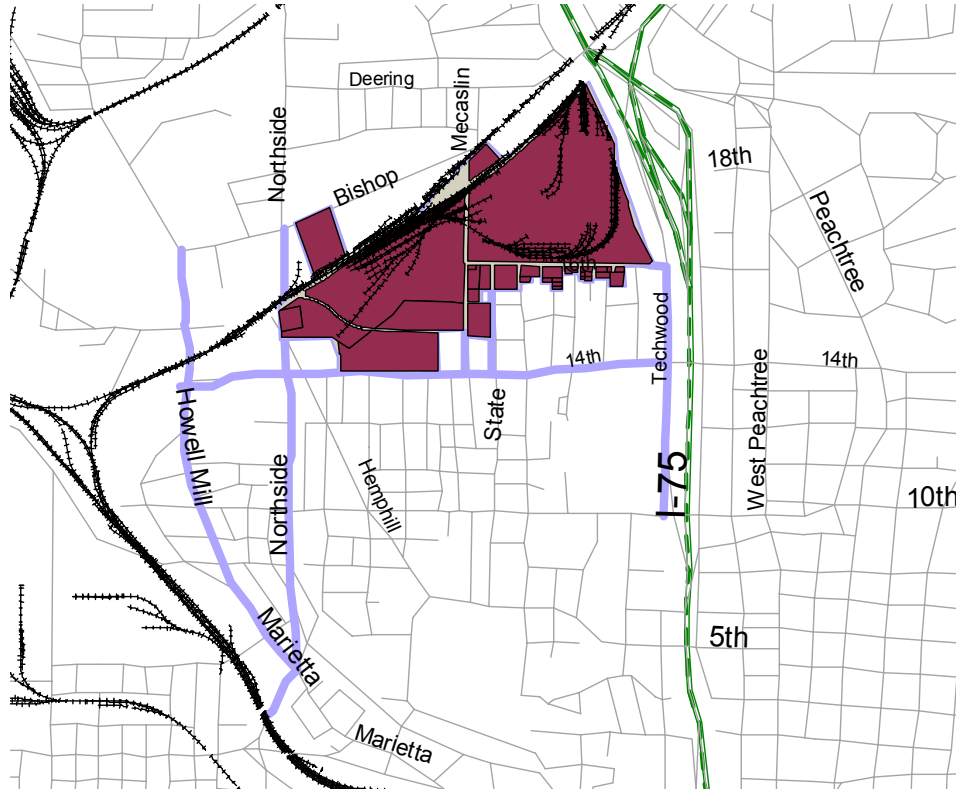 Deering
Mecaslin
Northside
18th
Bishop
Peachtree
16th
14th
14th
Techwood
West Peachtree
State
Howell Mill
Northside
Hemphill
I-75
10th
Marietta
5th
Marietta